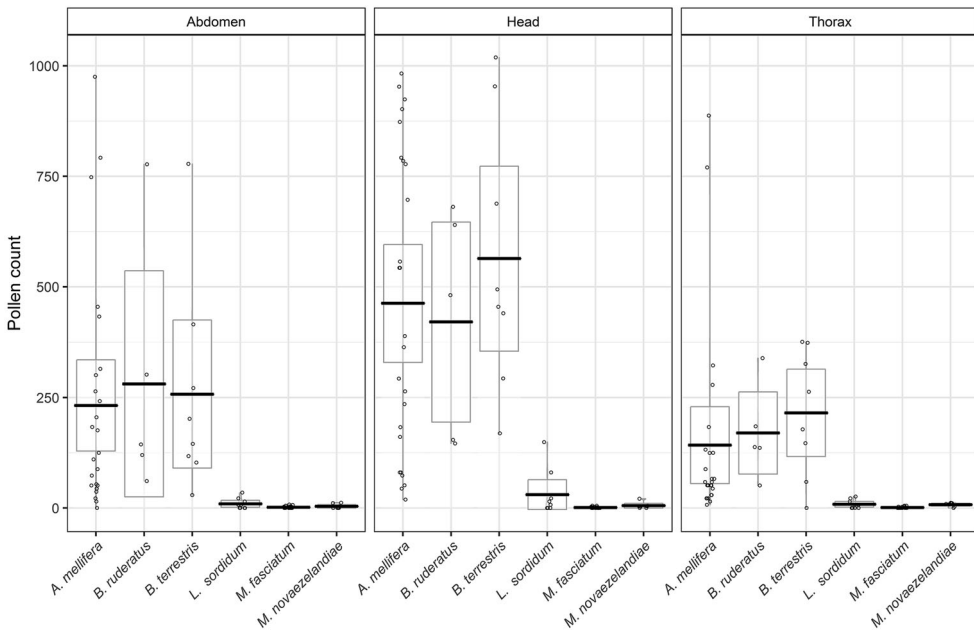 Abdomen
Head
Thorax
Pollen count
1000
750
500
250
0
A. mellifera
B. ruderatus
B. terrestris
L. sordidum
M. fasciatum
M. novaezelandiae
A. mellifera
B. ruderatus
B. terrestris
L. sordidum
M. fasciatum
M. novaezelandiae
A. mellifera
B. ruderatus
B. terrestris
L. sordidum
M. fasciatum
M. novaezelandiae